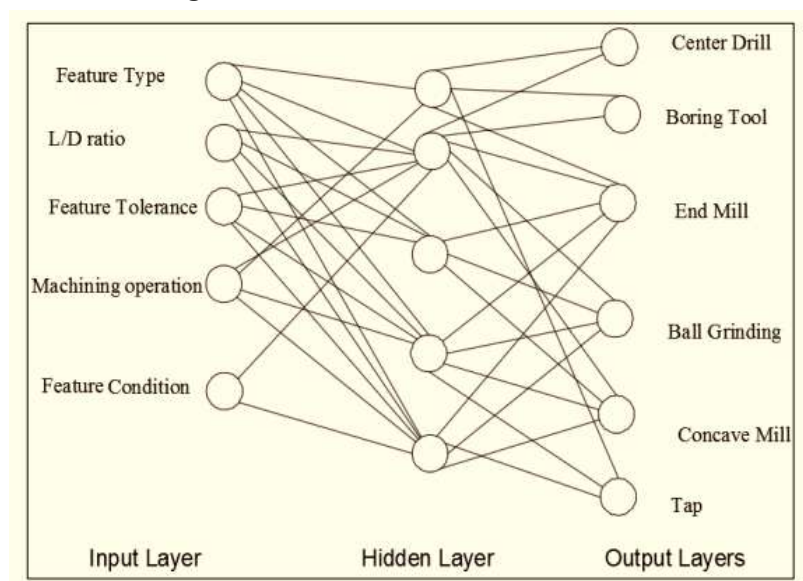 Feature Type
L/D ratio
Feature Tolerance
Machining operation
Feature Condition
Center Drill
Boring Tool
End Mill
Ball Grinding
Concave Mill
Tap
Input Layer
Hidden Layer
Output Layers